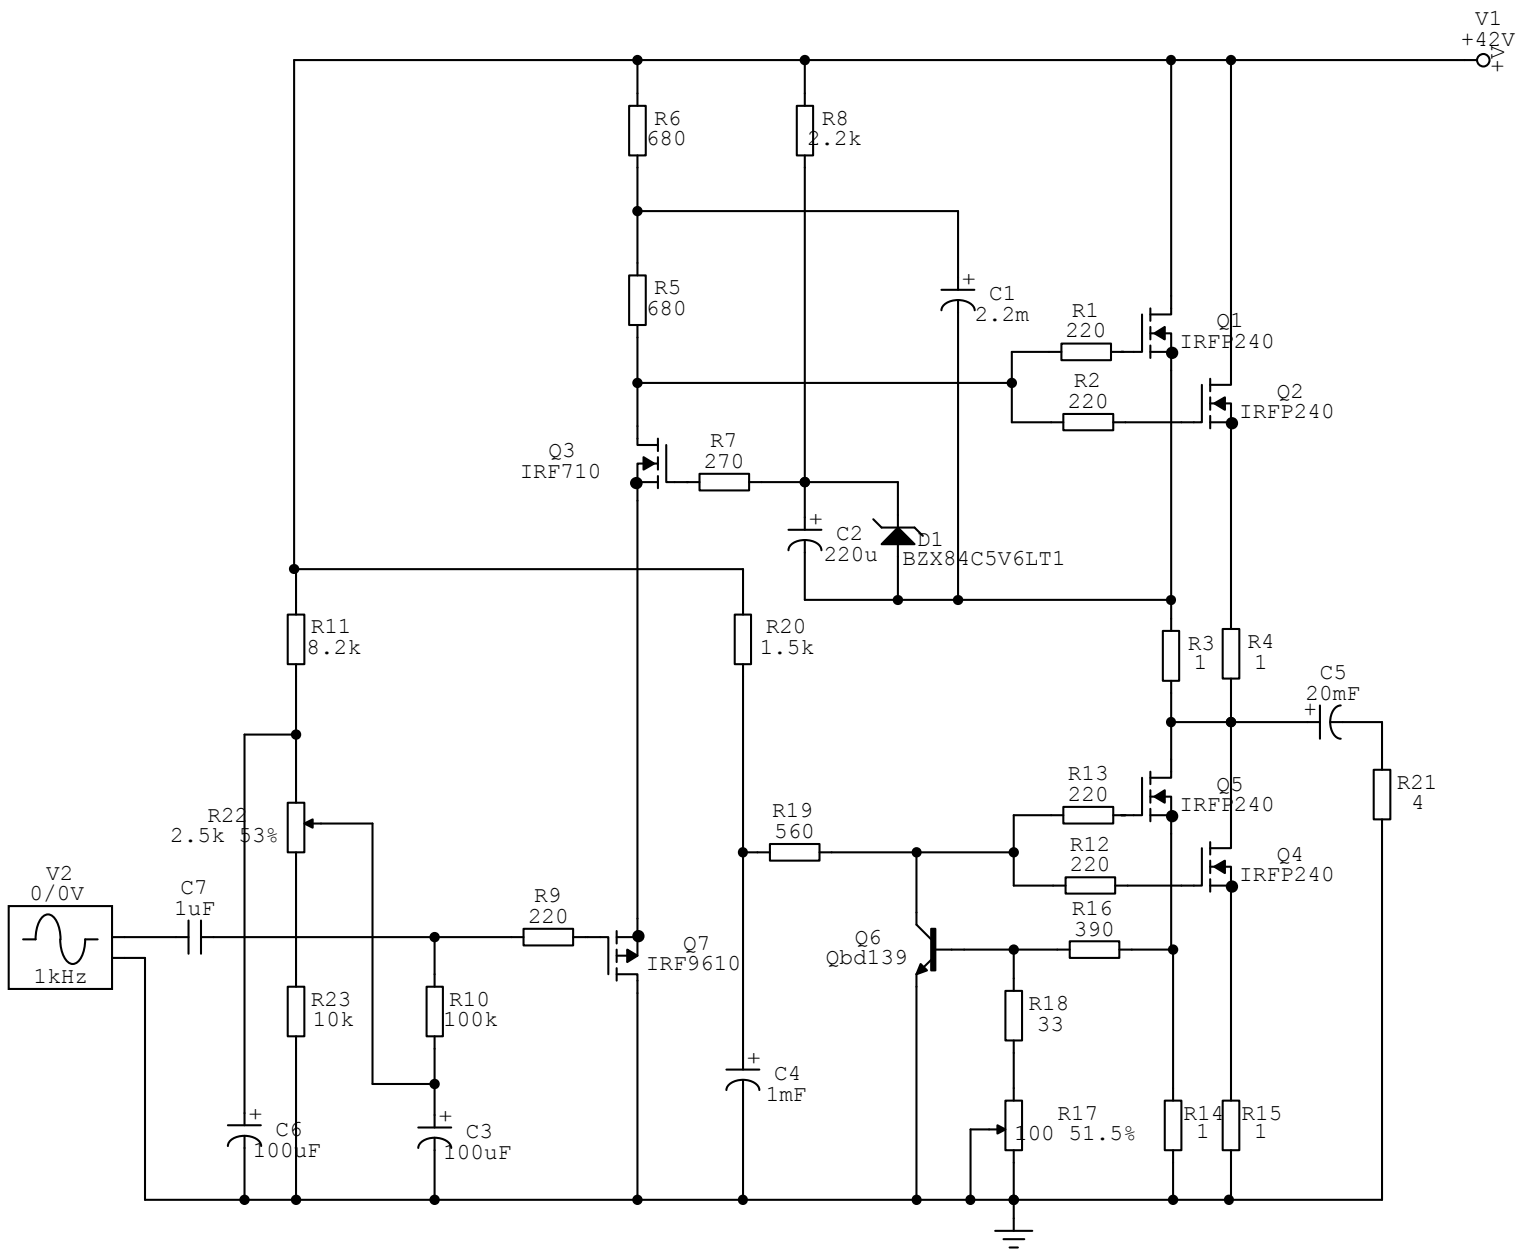 V1
+42V
+V
R6
680
R8
2.2k
R5
680
C1
2.2m
R1
220
Q1
IRFP240
R2
220
Q2
IRFP240
Q3
IRF710
R7
270
+
C2
220u
D1
BZX84C5V6LT1
+
R11
8.2k
R20
1.5k
R3
1
R4
1
C5
20mF
+
R22
2.5k 53%
R19
560
R13
220
Q5
IRFP240
R21
4
R12
220
Q4
IRFP240
V2
0/0V
1kHz
C7
1uF
R9
220
Q7
IRF9610
Q6
Qbd139
R16
390
R23
10k
R10
100k
R18
33
+
C4
1mF
+
C6
100uF
+
C3
100uF
R17
100 51.5%
R14
1
R15
1